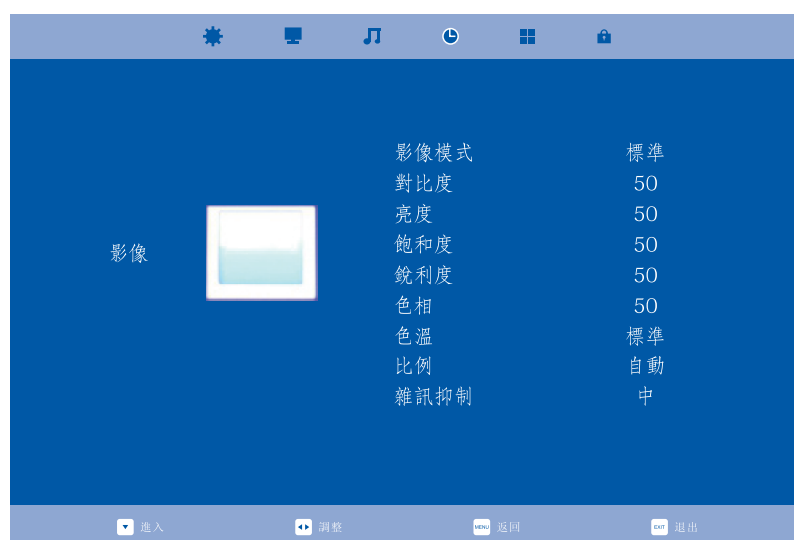 影像模式 標準
對比度 50
亮度 50
飽和度 50
影像
銳利度 50
色相 50
色溫 標準
比例 自動
雜訊抑制 中
進入 調整 MENU 返回 EXIT 退出